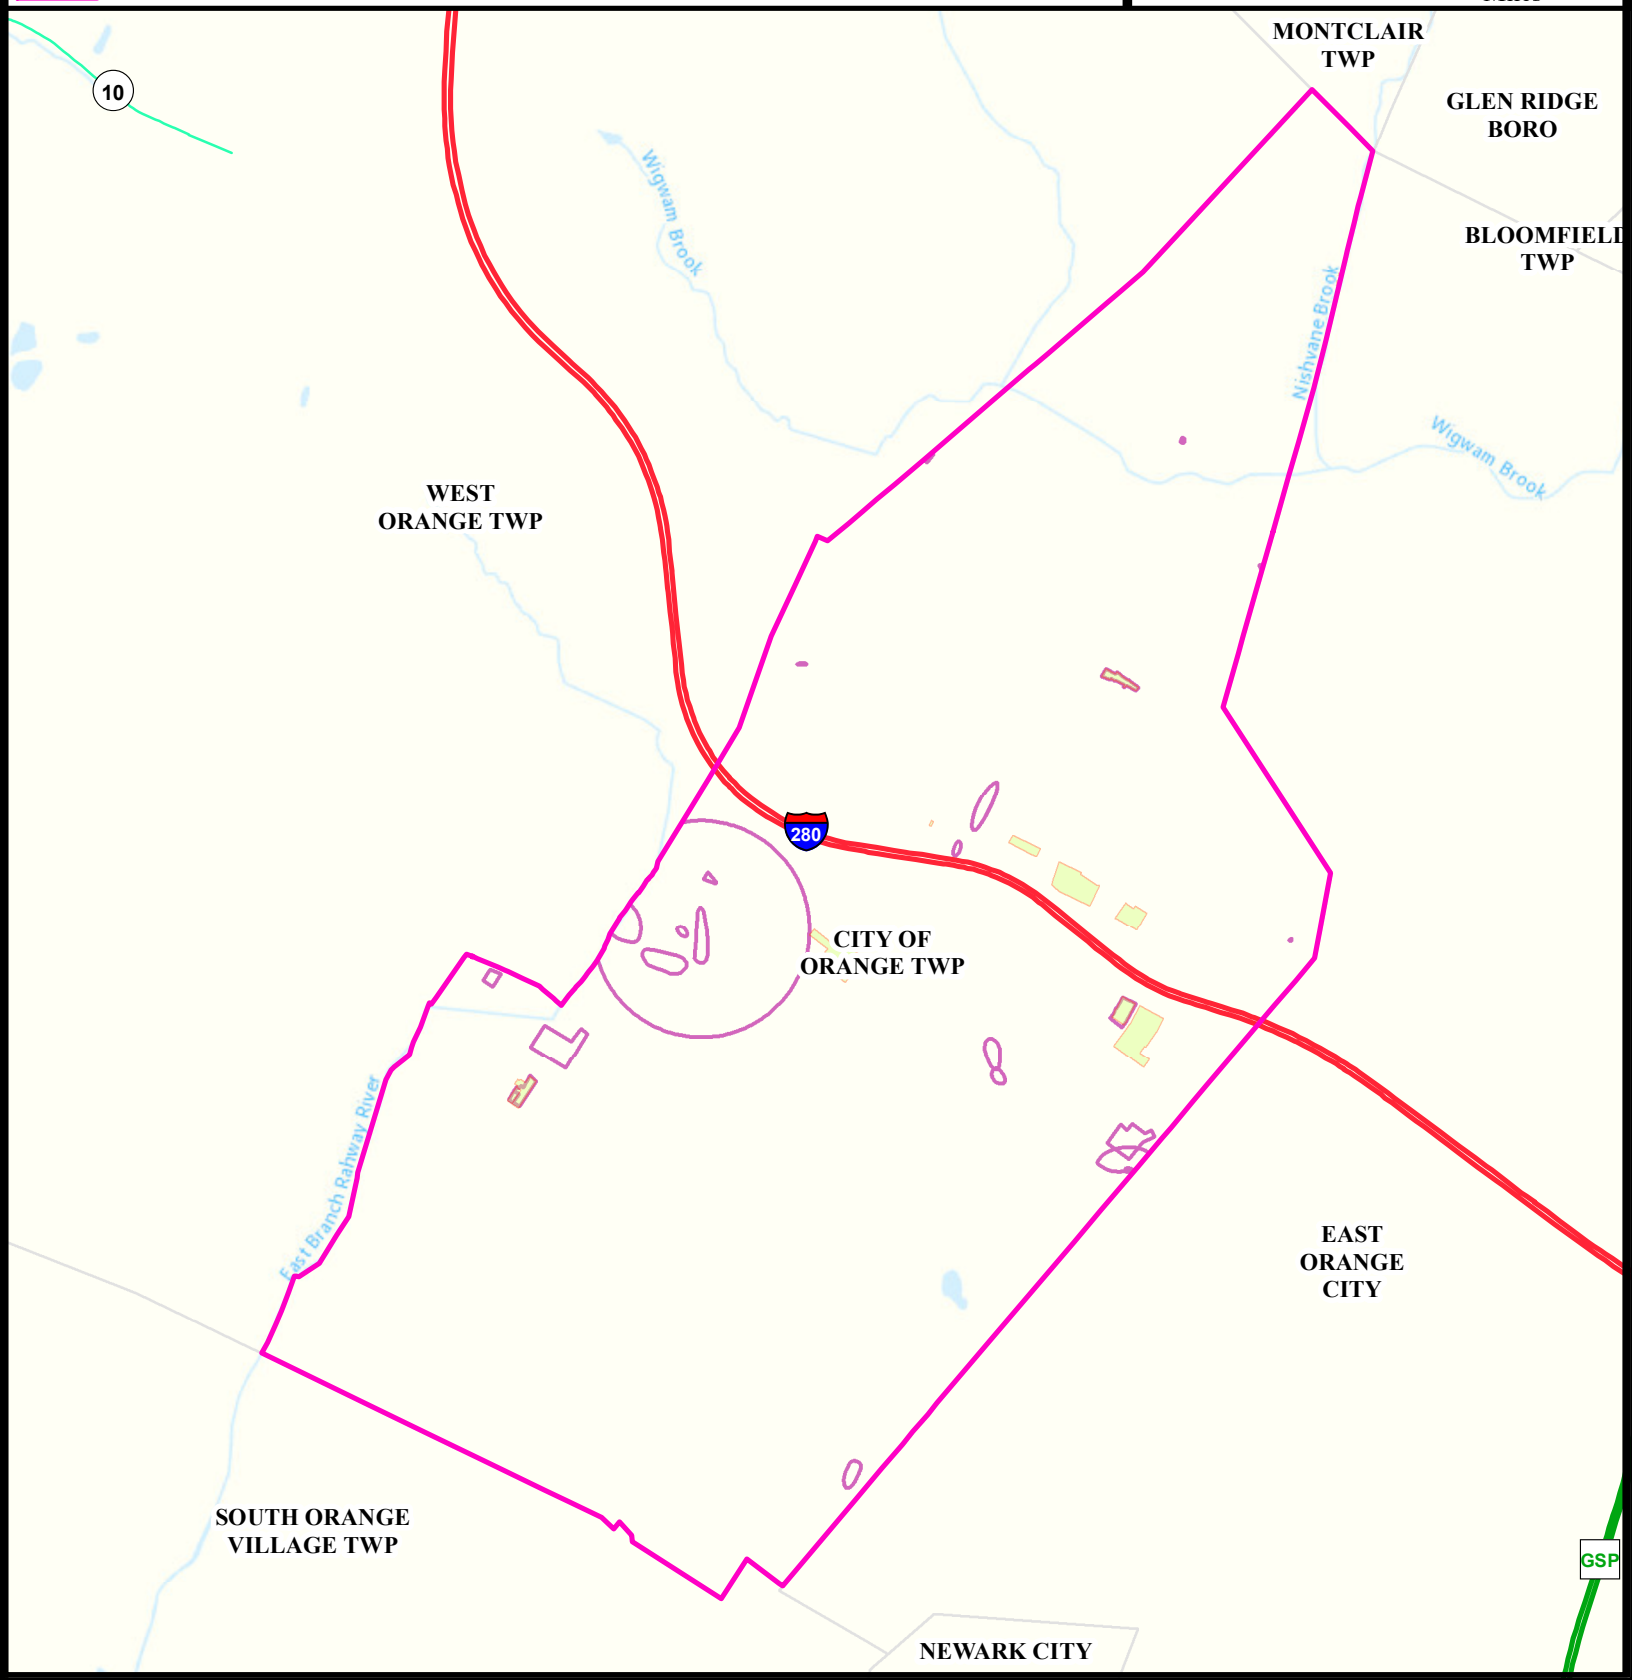 MONTCLAIR
TWP
10
GLEN RIDGE
BORO
Wigwam Brook
BLOOMFIELD
TWP
Nishvane Brook
Wigwam Brook
WEST
ORANGE TWP
280
CITY OF
ORANGE TWP
East Branch Rahway River
EAST
ORANGE
CITY
SOUTH ORANGE
VILLAGE TWP
GSP
NEWARK CITY